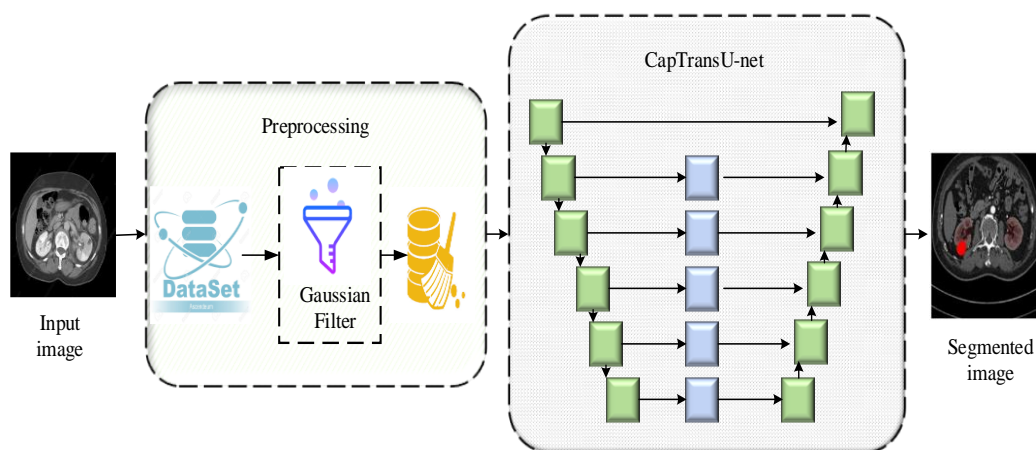 CapTransU-net
Preprocessing
DataSet
Gaussian
Filter
Input
image
Segmented
image